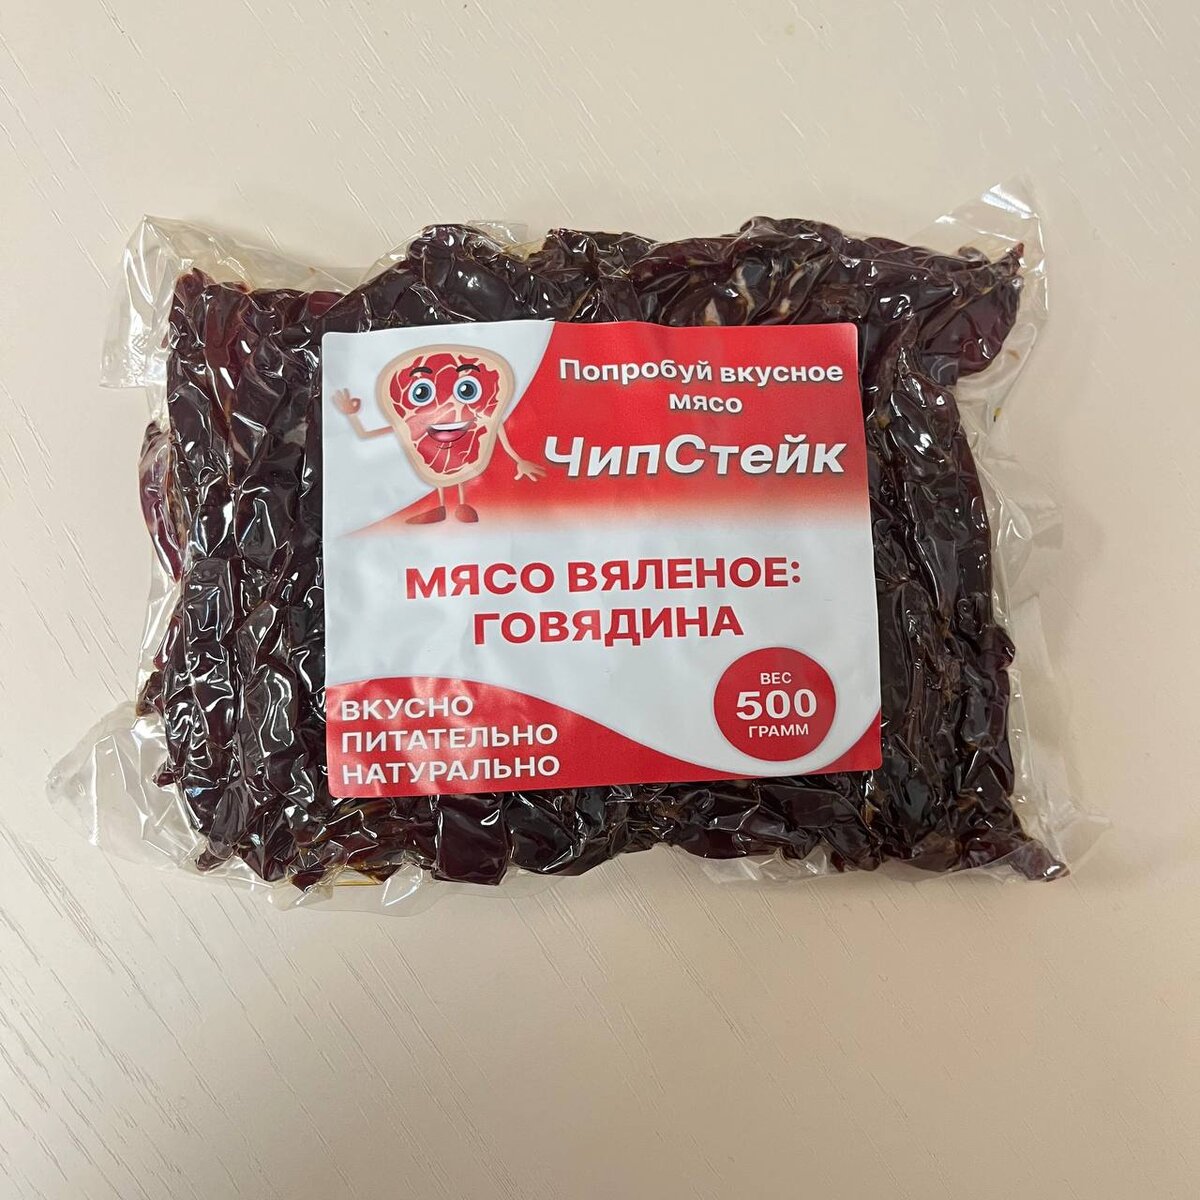 Попробуй вкусное
мясо
ЧипСтейк
МЯСО ВЯЛЕНОЕ:
ГОВЯДИНА
ВЕС
500
ГРАММ
ВКУСНО
ПИТАТЕЛЬНО
НАТУРАЛЬНО